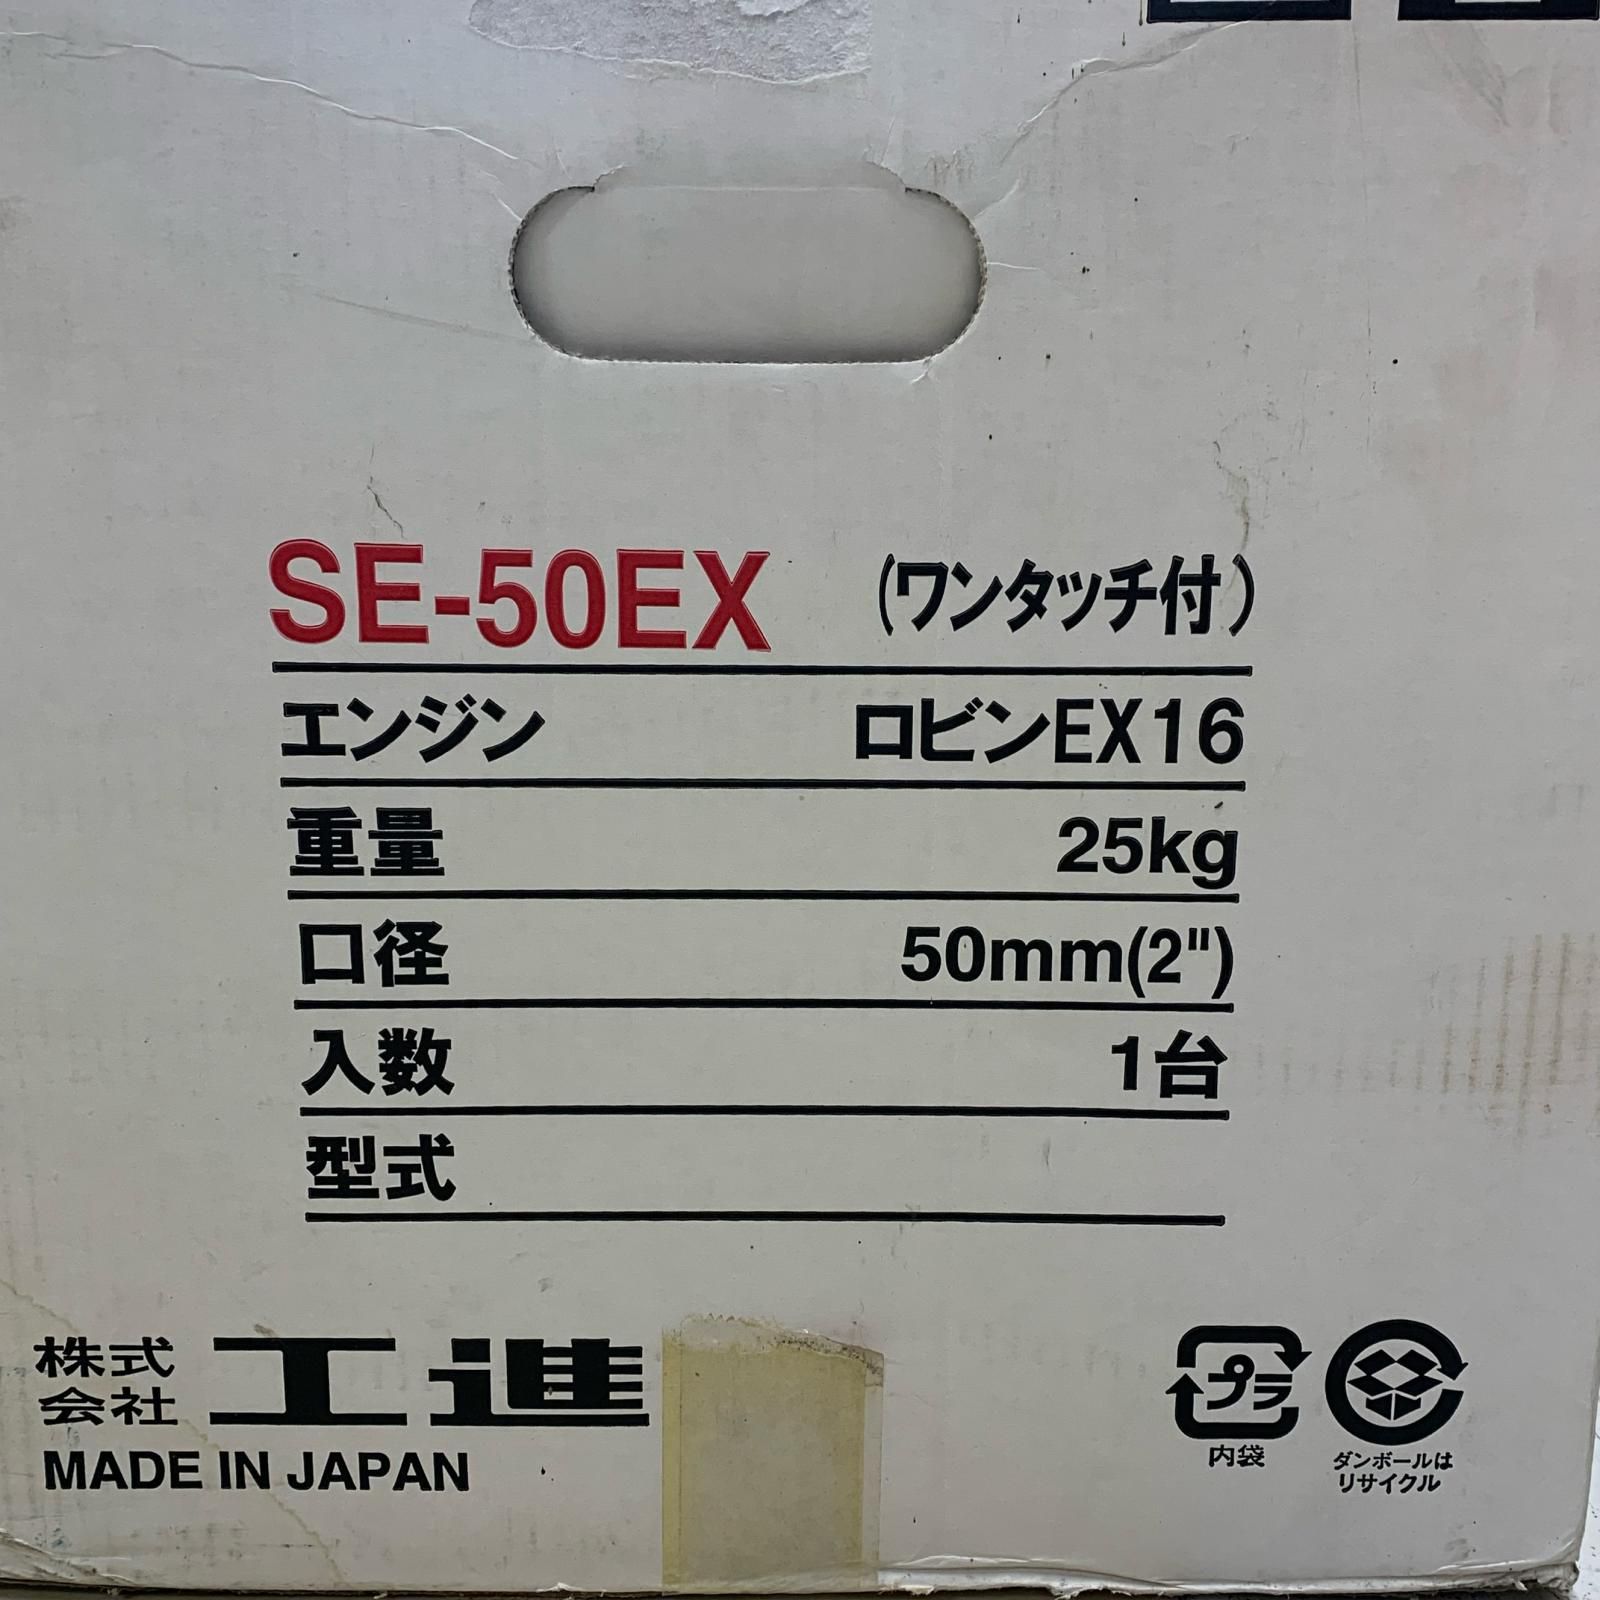 SE-50EX (ワンタッチ付)
エンジン ロビンEX16
重量 25kg
口径 50mm(2")
入数 1台
型式
株式会社 工進
MADE IN JAPAN
プラ
内袋
ダンボールは
リサイクル